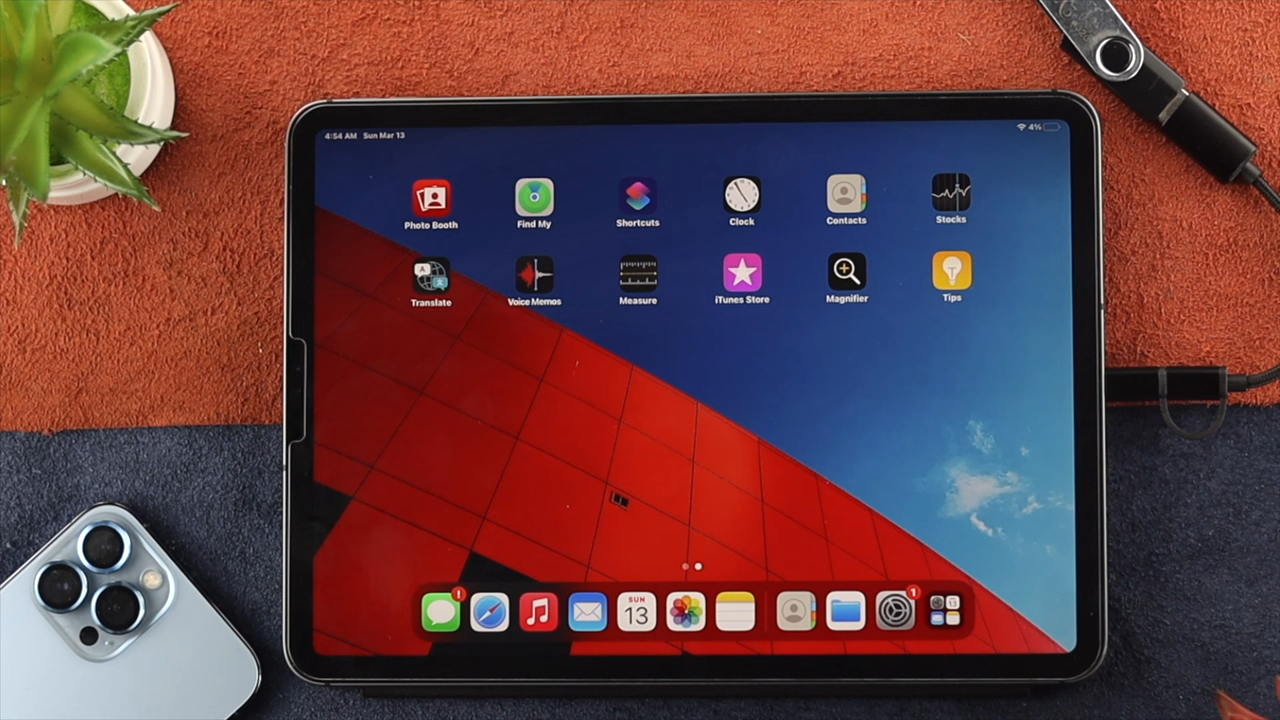 4:54 AM Sun Mar 13
4%
Photo Booth
Find My
Shortcuts
Clock
Contacts
Stocks
Translate
Voice Memos
Measure
iTunes Store
Magnifier
Tips
!
SUN
13
1